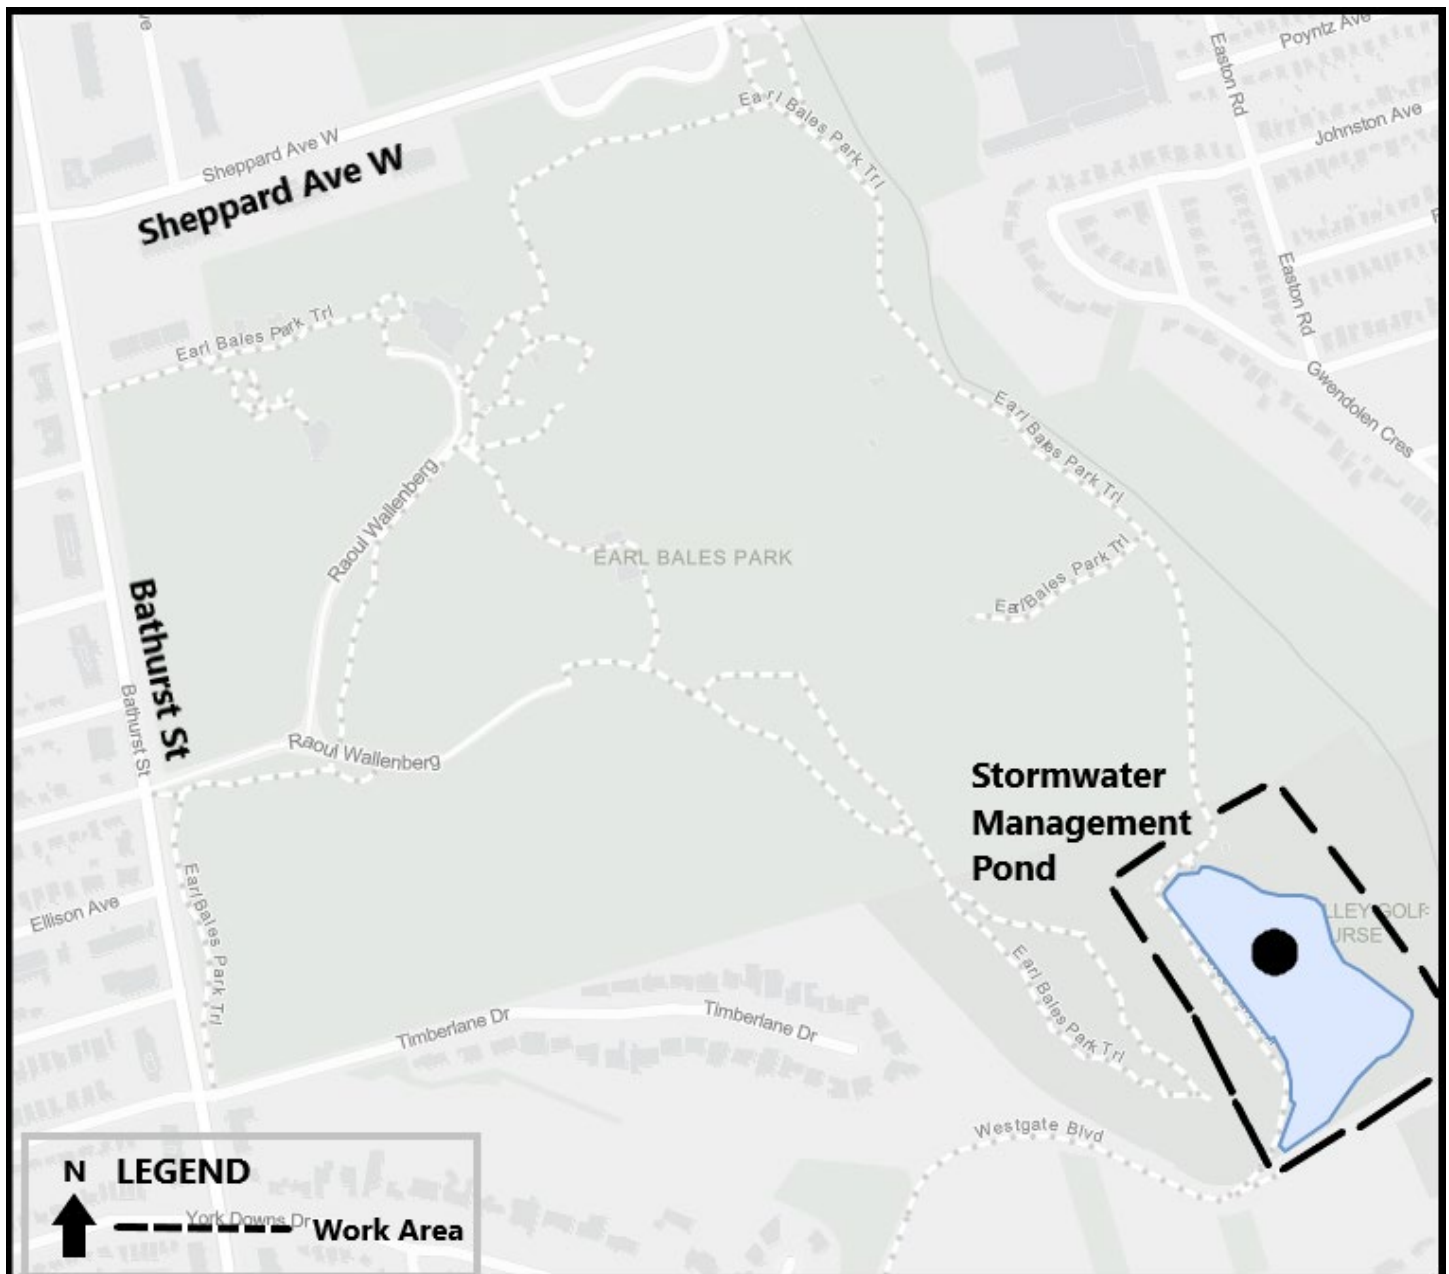 Poyntz Ave
Easton Rd
Johnston Ave
Earl Bales Park Trl
Sheppard Ave W
Sheppard Ave W
Easton Rd
Earl Bales Park Trl
Gwendolen Cres
Earl Bales Park Trl
Raoul Wallenberg
EARL BALES PARK
Earl Bales Park Trl
Bathurst St
Bathurst St
Raoul Wallenberg
Stormwater
Management
Pond
Earl Bales Park Trl
Ellison Ave
LLEY GOLF
URSE
Earl Bales Park Trl
Timberlane Dr
Timberlane Dr
Westgate Blvd
N LEGEND
York Downs Dr
Work Area